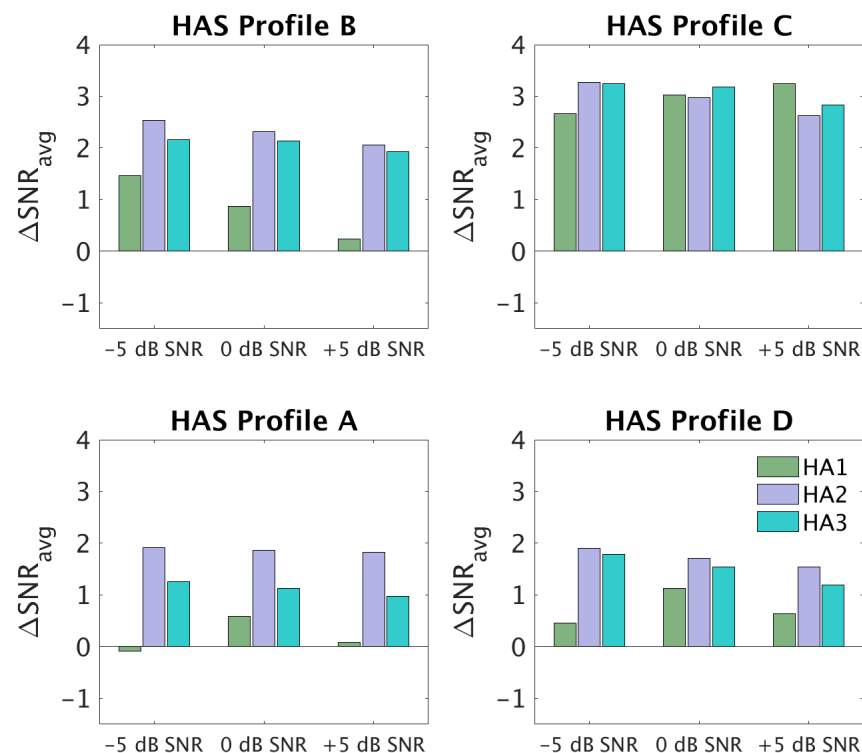 HAS Profile B
4
3
2
1
0
−1
ΔSNRavg
−5 dB SNR 0 dB SNR +5 dB SNR
HAS Profile C
4
3
2
1
0
−1
ΔSNRavg
−5 dB SNR 0 dB SNR +5 dB SNR
HAS Profile A
4
3
2
1
0
−1
ΔSNRavg
−5 dB SNR 0 dB SNR +5 dB SNR
HAS Profile D
4
3
2
1
0
−1
ΔSNRavg
HA1
HA2
HA3
−5 dB SNR 0 dB SNR +5 dB SNR